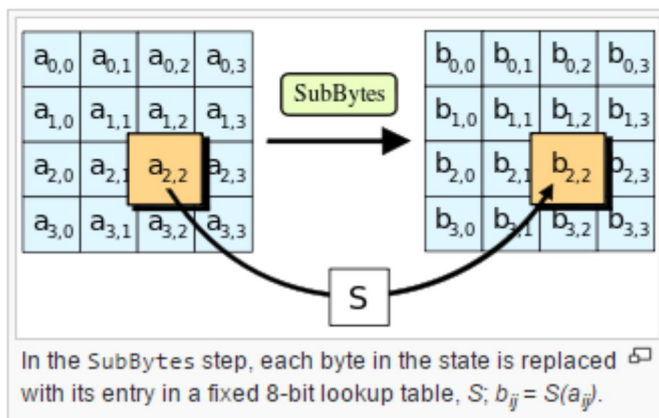 a0,0 a0,1 a0,2 a0,3 b0,0 b0,1 b0,2 b0,3
SubBytes
a1,0 a1,1 a1,2 a1,3 b1,0 b1,1 b1,2 b1,3
a2,0 a2,1 a2,2 a2,3 b2,0 b2,1 b2,2 b2,3
a3,0 a3,1 a3,2 a3,3 b3,0 b3,1 b3,2 b3,3
S
In the SubBytes step, each byte in the state is replaced
with its entry in a fixed 8-bit lookup table, S; bij = S(aij).